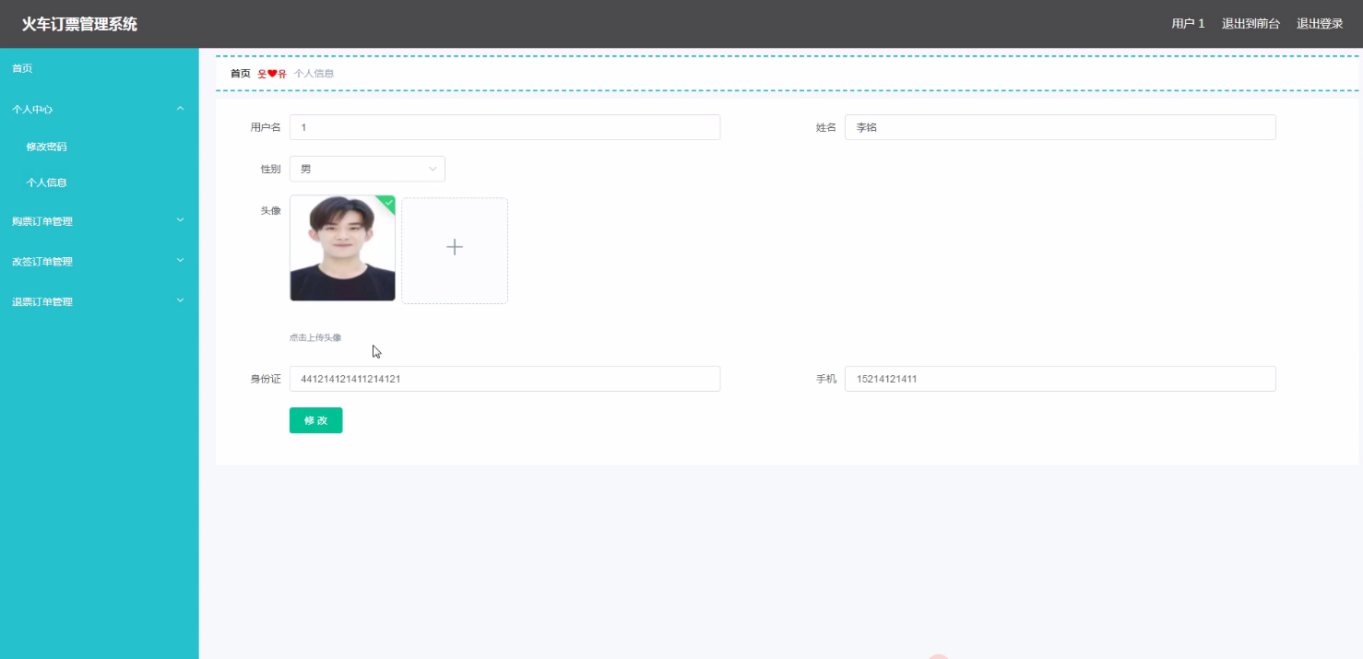 火车订票管理系统
用户 1 退出到前台 退出登录
首页
个人中心
修改密码
个人信息
购票订单管理
改签订单管理
退票订单管理
首页 웃❤유 个人信息
用户名 1
姓名 李铭
性别 男
头像
点击上传头像
身份证 441214121411214121
手机 15214121411
修 改